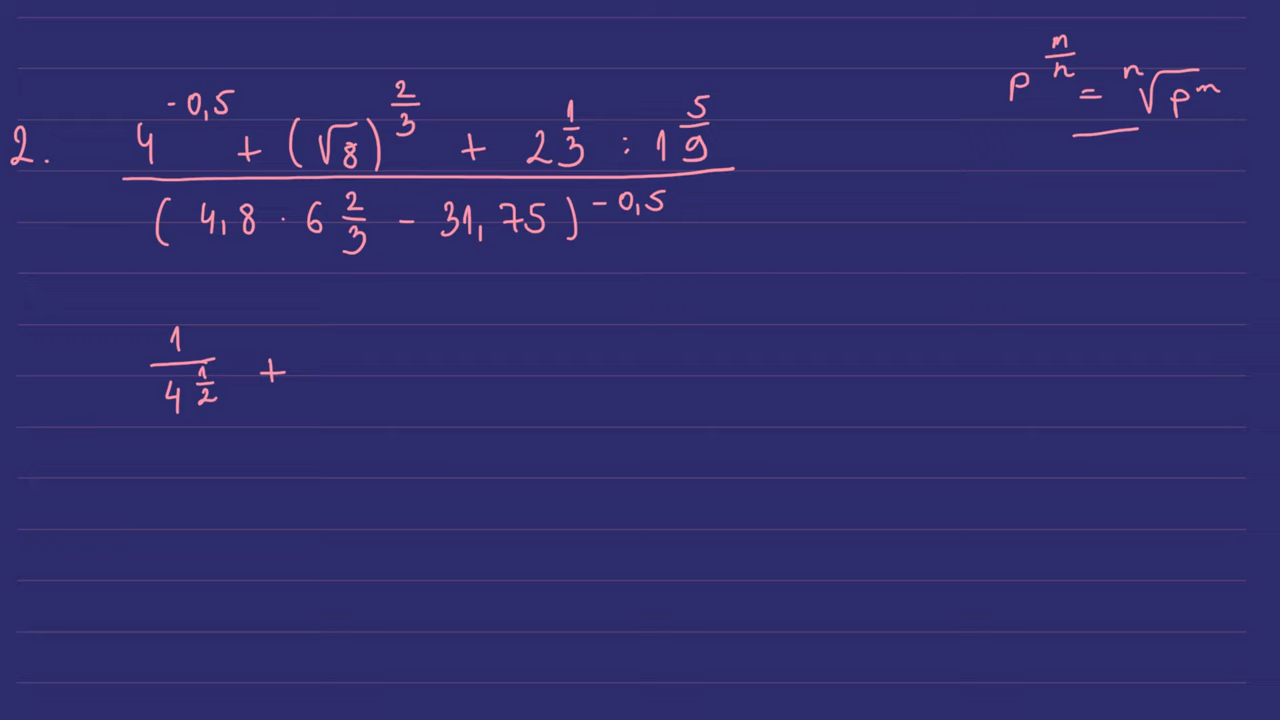 p^(m/n) = ⁿ√(p^m)
2. 4^(-0,5) + (√8)^(2/3) + 2 1/3 : 1 5/9
(4,8 · 6 2/3 - 31,75)^(-0,5)
1 / 4^(1/2) +